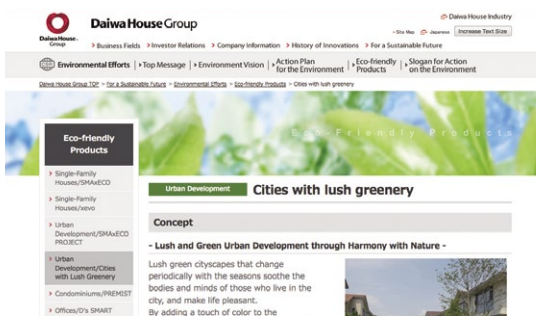 Daiwa House Industry
Daiwa House Group
Site Map Japanese Increase Text Size
Daiwa House®
Group
Business Fields Investor Relations Company Information History of Innovations For a Sustainable Future
Environmental Efforts Top Message Environment Vision Action Plan for the Environment Eco-friendly Products Slogan for Action on the Environment
Daiwa House Group TOP > For a Sustainable Future > Environmental Efforts > Eco-friendly Products > Cities with lush greenery
Eco-Friendly Products
Eco-friendly
Products
Single-Family
Houses/SMAxECO
Single-Family
Houses/xevo
Urban
Development/SMAxECO
PROJECT
Urban
Development/Cities
with Lush Greenery
Condominiums/PREMIST
Offices/D's SMART
Urban Development Cities with lush greenery
Concept
- Lush and Green Urban Development through Harmony with Nature -
Lush green cityscapes that change
periodically with the seasons soothe the
bodies and minds of those who live in the
city, and make life pleasant.
By adding a touch of color to the